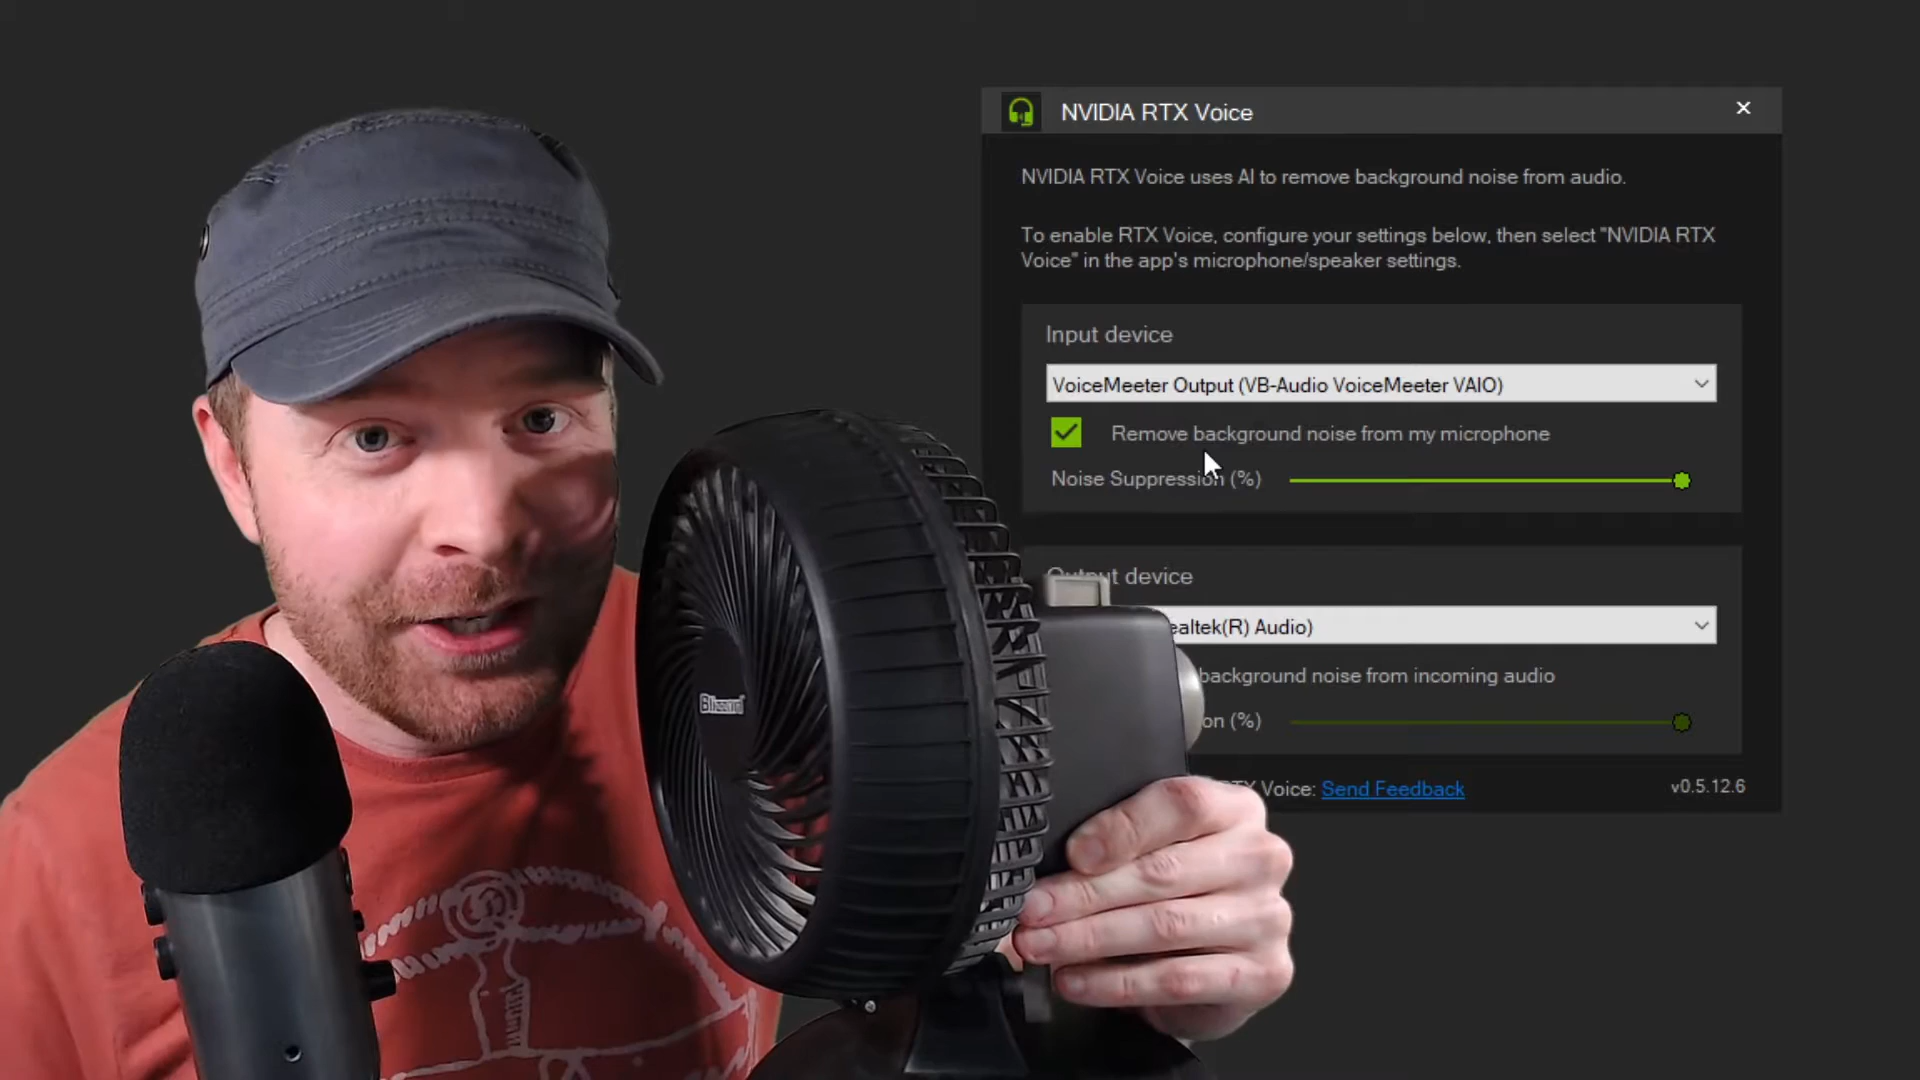 NVIDIA RTX Voice
NVIDIA RTX Voice uses AI to remove background noise from audio.
To enable RTX Voice, configure your settings below, then select "NVIDIA RTX
Voice" in the app's microphone/speaker settings.
Input device
VoiceMeeter Output (VB-Audio VoiceMeeter VAIO)
Remove background noise from my microphone
Noise Suppression (%)
Output device
ealtek(R) Audio)
background noise from incoming audio
on (%)
RTX Voice: Send Feedback
v0.5.12.6